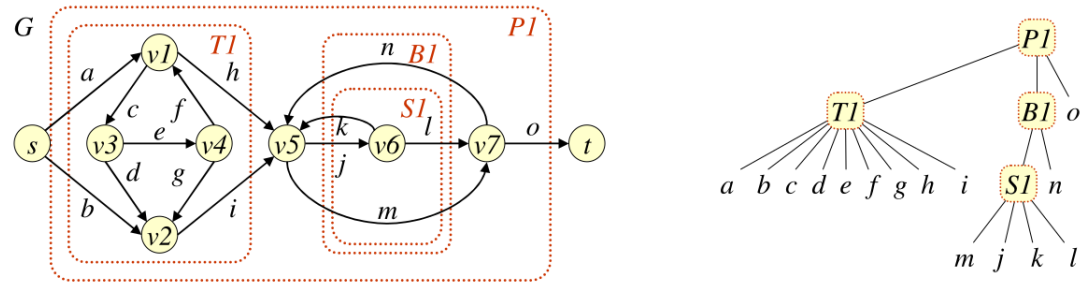 G T1 P1
n B1
a v1 h S1
c f
s v3 e v4 v5 k v6 l v7 o t
d g j
b v2 i m
P1
T1 B1 o
a b c d e f g h i S1 n
m j k l